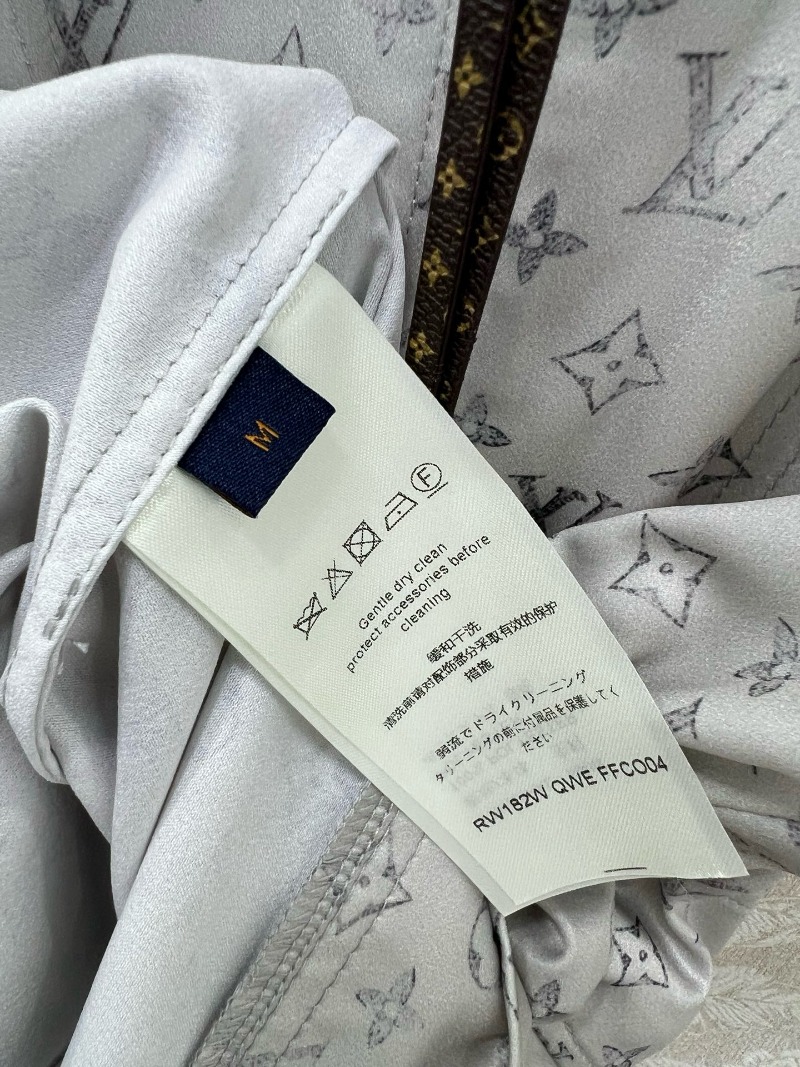 M
F
Gentle dry clean
protect accessories before
cleaning
缓和干洗
清洗前请对配饰部分采取有效的保护
措施
弱流でドライクリーニング
タリーニングの前に付属品を保護してく
ださい
RW182W QWE FFCO04